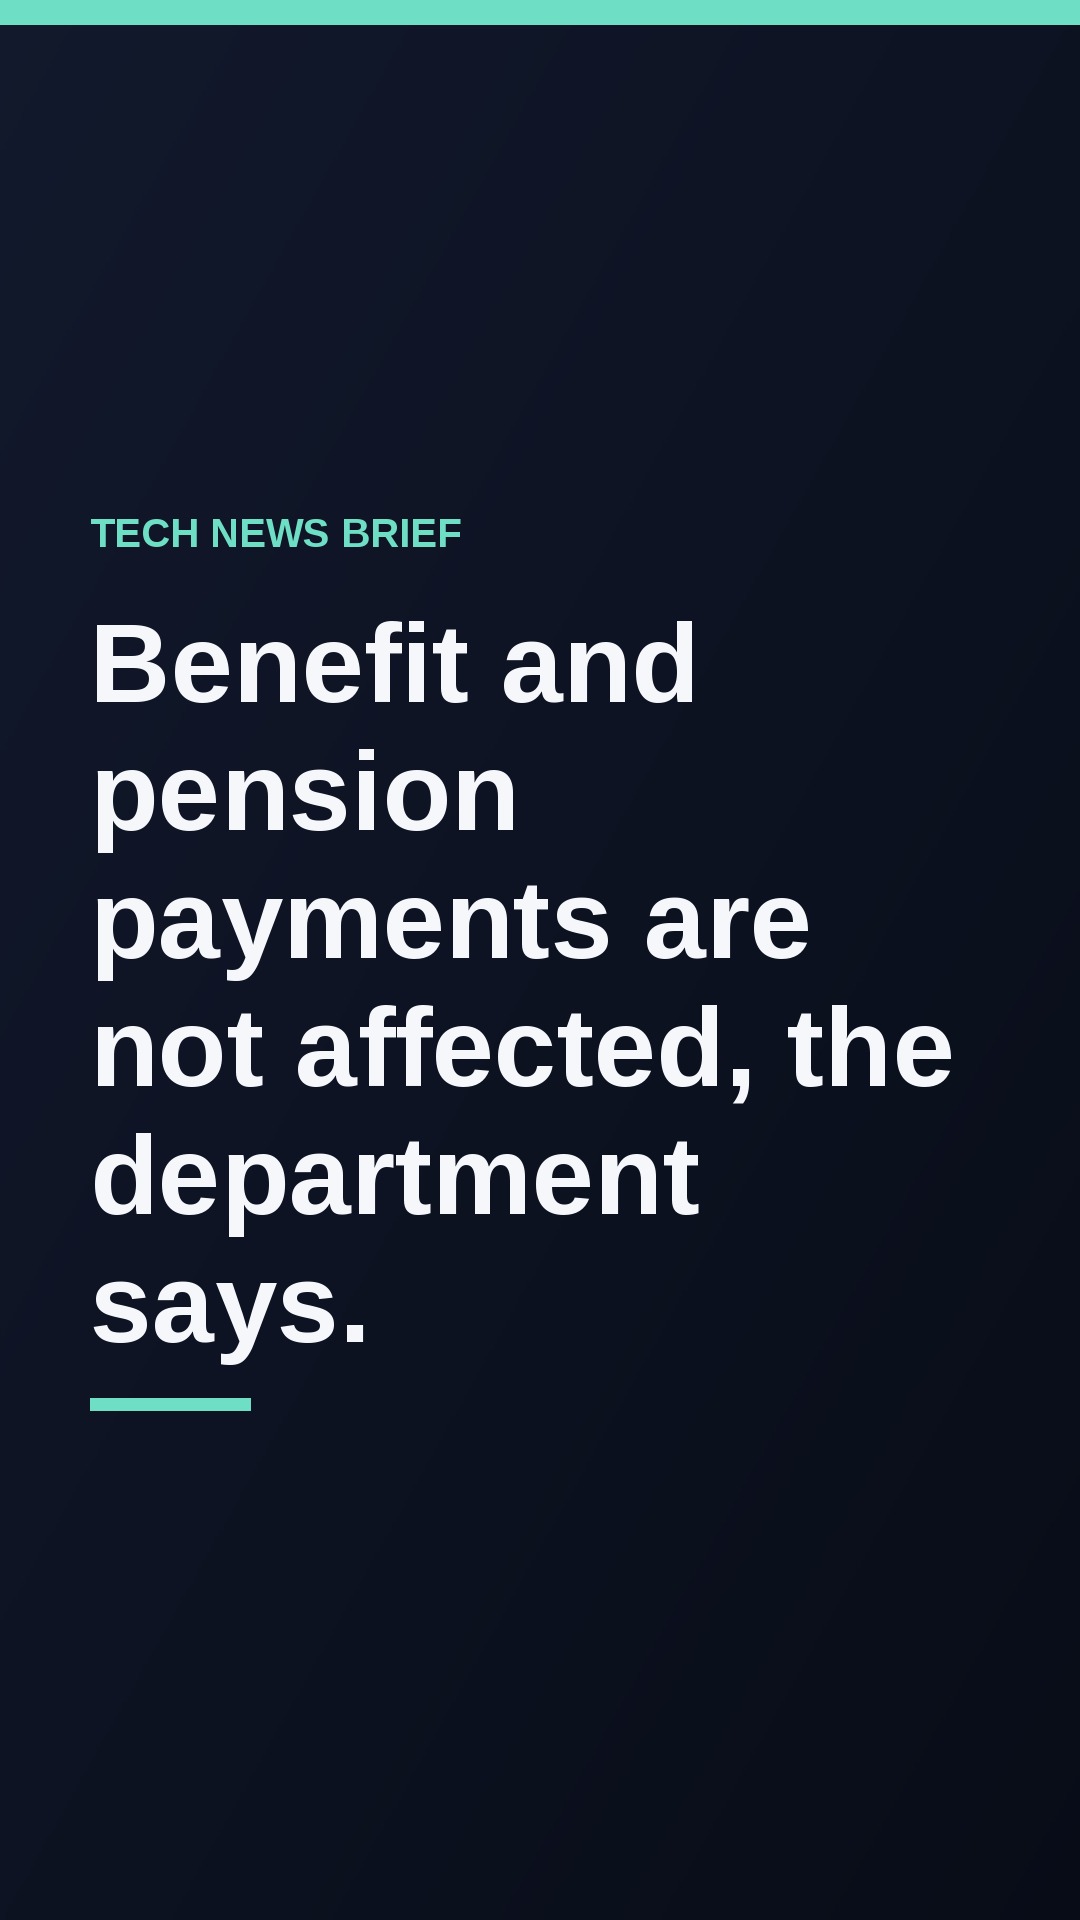 TECH NEWS BRIEF
Benefit and
pension
payments are
not affected, the
department
says.